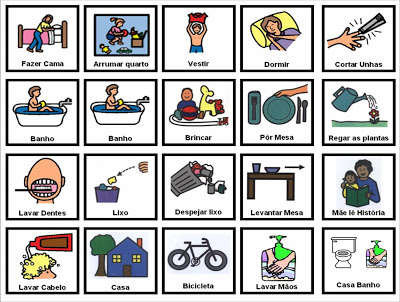 Fazer Cama
Arrumar quarto
Vestir
Dormir
Cortar Unhas
Banho
Banho
Brincar
Pôr Mesa
Regar as plantas
Lavar Dentes
Lixo
Despejar lixo
Levantar Mesa
Mãe lê História
Lavar Cabelo
Casa
Bicicleta
Lavar Mãos
Casa Banho